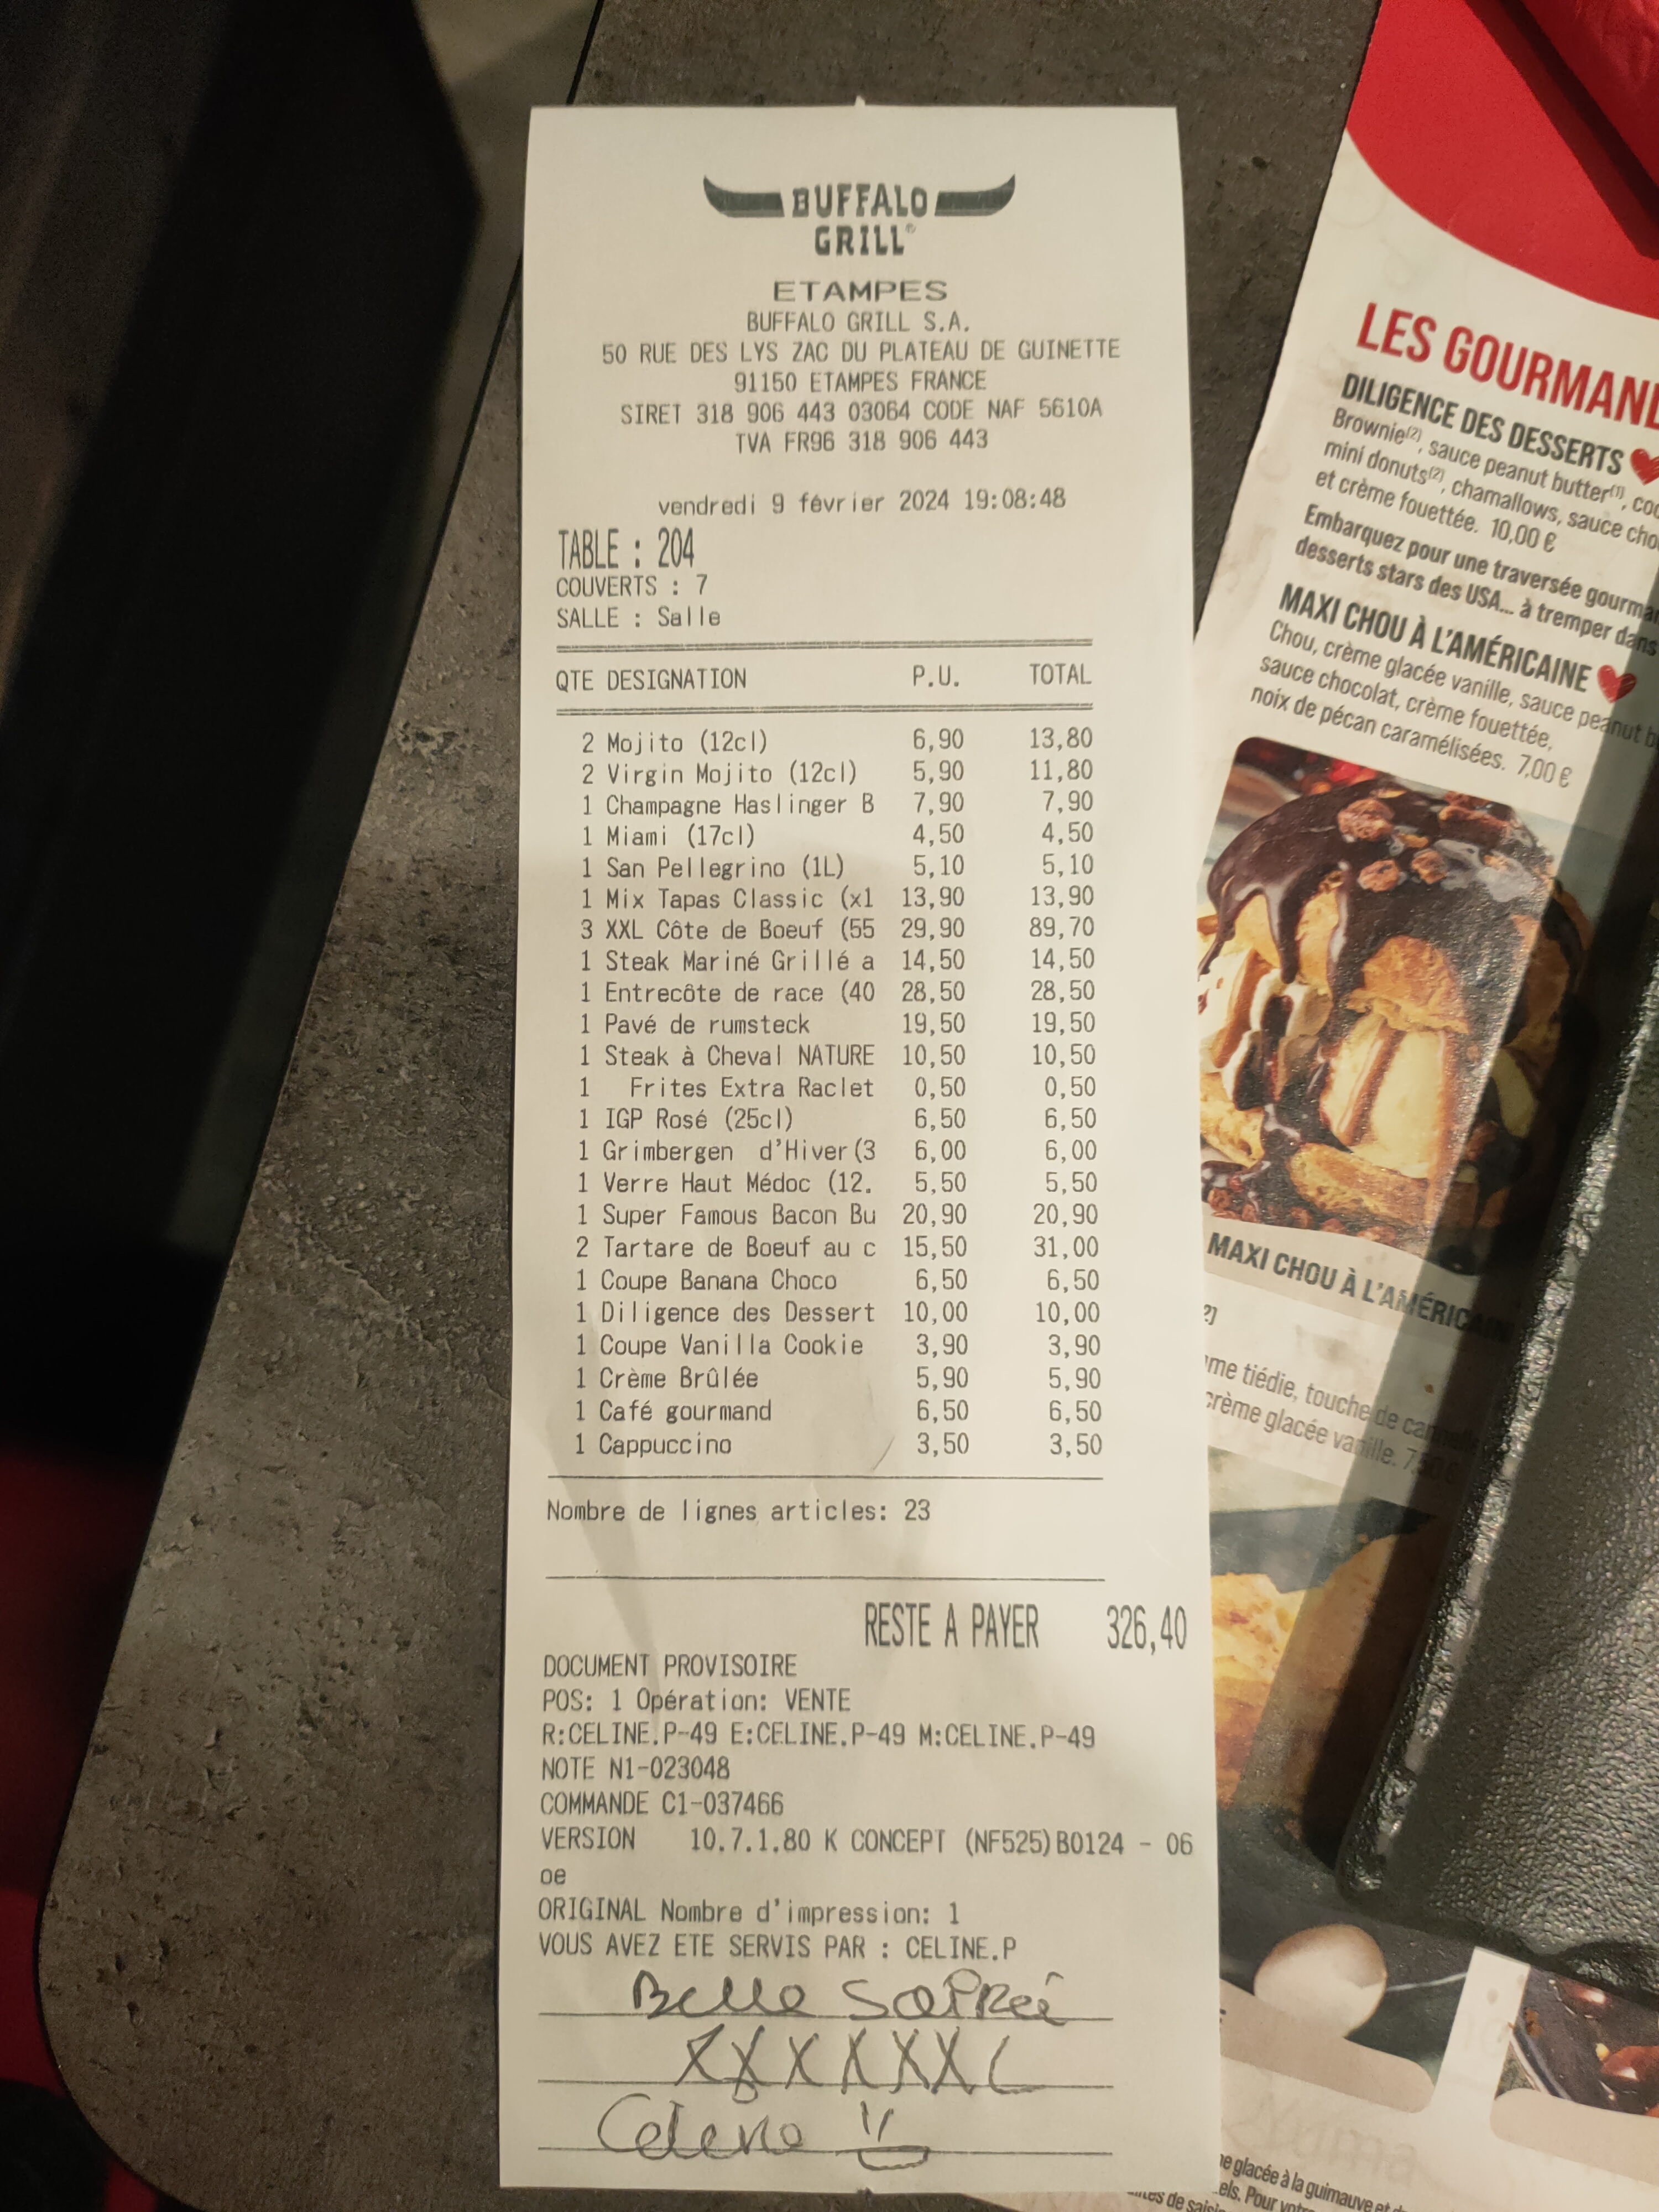 BUFFALO
GRILL®
ETAMPES
BUFFALO GRILL S.A.
50 RUE DES LYS ZAC DU PLATEAU DE GUINETTE
91150 ETAMPES FRANCE
SIRET 318 906 443 03064 CODE NAF 5610A
TVA FR96 318 906 443
vendredi 9 février 2024 19:08:48
TABLE : 204
COUVERTS : 7
SALLE : Salle
QTE DESIGNATION P.U. TOTAL
2 Mojito (12cl) 6,90 13,80
2 Virgin Mojito (12cl) 5,90 11,80
1 Champagne Haslinger B 7,90 7,90
1 Miami (17cl) 4,50 4,50
1 San Pellegrino (1L) 5,10 5,10
1 Mix Tapas Classic (x1 13,90 13,90
3 XXL Côte de Boeuf (55 29,90 89,70
1 Steak Mariné Grillé a 14,50 14,50
1 Entrecôte de race (40 28,50 28,50
1 Pavé de rumsteck 19,50 19,50
1 Steak à Cheval NATURE 10,50 10,50
1 Frites Extra Raclet 0,50 0,50
1 IGP Rosé (25cl) 6,50 6,50
1 Grimbergen d'Hiver(3 6,00 6,00
1 Verre Haut Médoc (12. 5,50 5,50
1 Super Famous Bacon Bu 20,90 20,90
2 Tartare de Boeuf au c 15,50 31,00
1 Coupe Banana Choco 6,50 6,50
1 Diligence des Dessert 10,00 10,00
1 Coupe Vanilla Cookie 3,90 3,90
1 Crème Brûlée 5,90 5,90
1 Café gourmand 6,50 6,50
1 Cappuccino 3,50 3,50
Nombre de lignes articles: 23
RESTE A PAYER 326,40
DOCUMENT PROVISOIRE
POS: 1 Opération: VENTE
R:CELINE.P-49 E:CELINE.P-49 M:CELINE.P-49
NOTE N1-023048
COMMANDE C1-037466
VERSION 10.7.1.80 K CONCEPT (NF525)B0124 - 06
oe
ORIGINAL Nombre d'impression: 1
VOUS AVEZ ETE SERVIS PAR : CELINE.P
Belle Soirée
XXXXXXL
LES GOURMAND
DILIGENCE DES DESSERTS
Brownie(2), sauce peanut butter(1), coo
mini donuts(2), chamallows, sauce cho
et crème fouettée. 10,00 €
Embarquez pour une traversée gourma
desserts stars des USA... à tremper dans
MAXI CHOU À L'AMÉRICAINE
Chou, crème glacée vanille, sauce peanut b
sauce chocolat, crème fouettée,
noix de pécan caramélisées. 7,00 €
MAXI CHOU À L'AMÉRICAIN
me tiédie, touche de cannelle
crème glacée vanille.
e glacée à la guimauve et
els. Pour votre
de